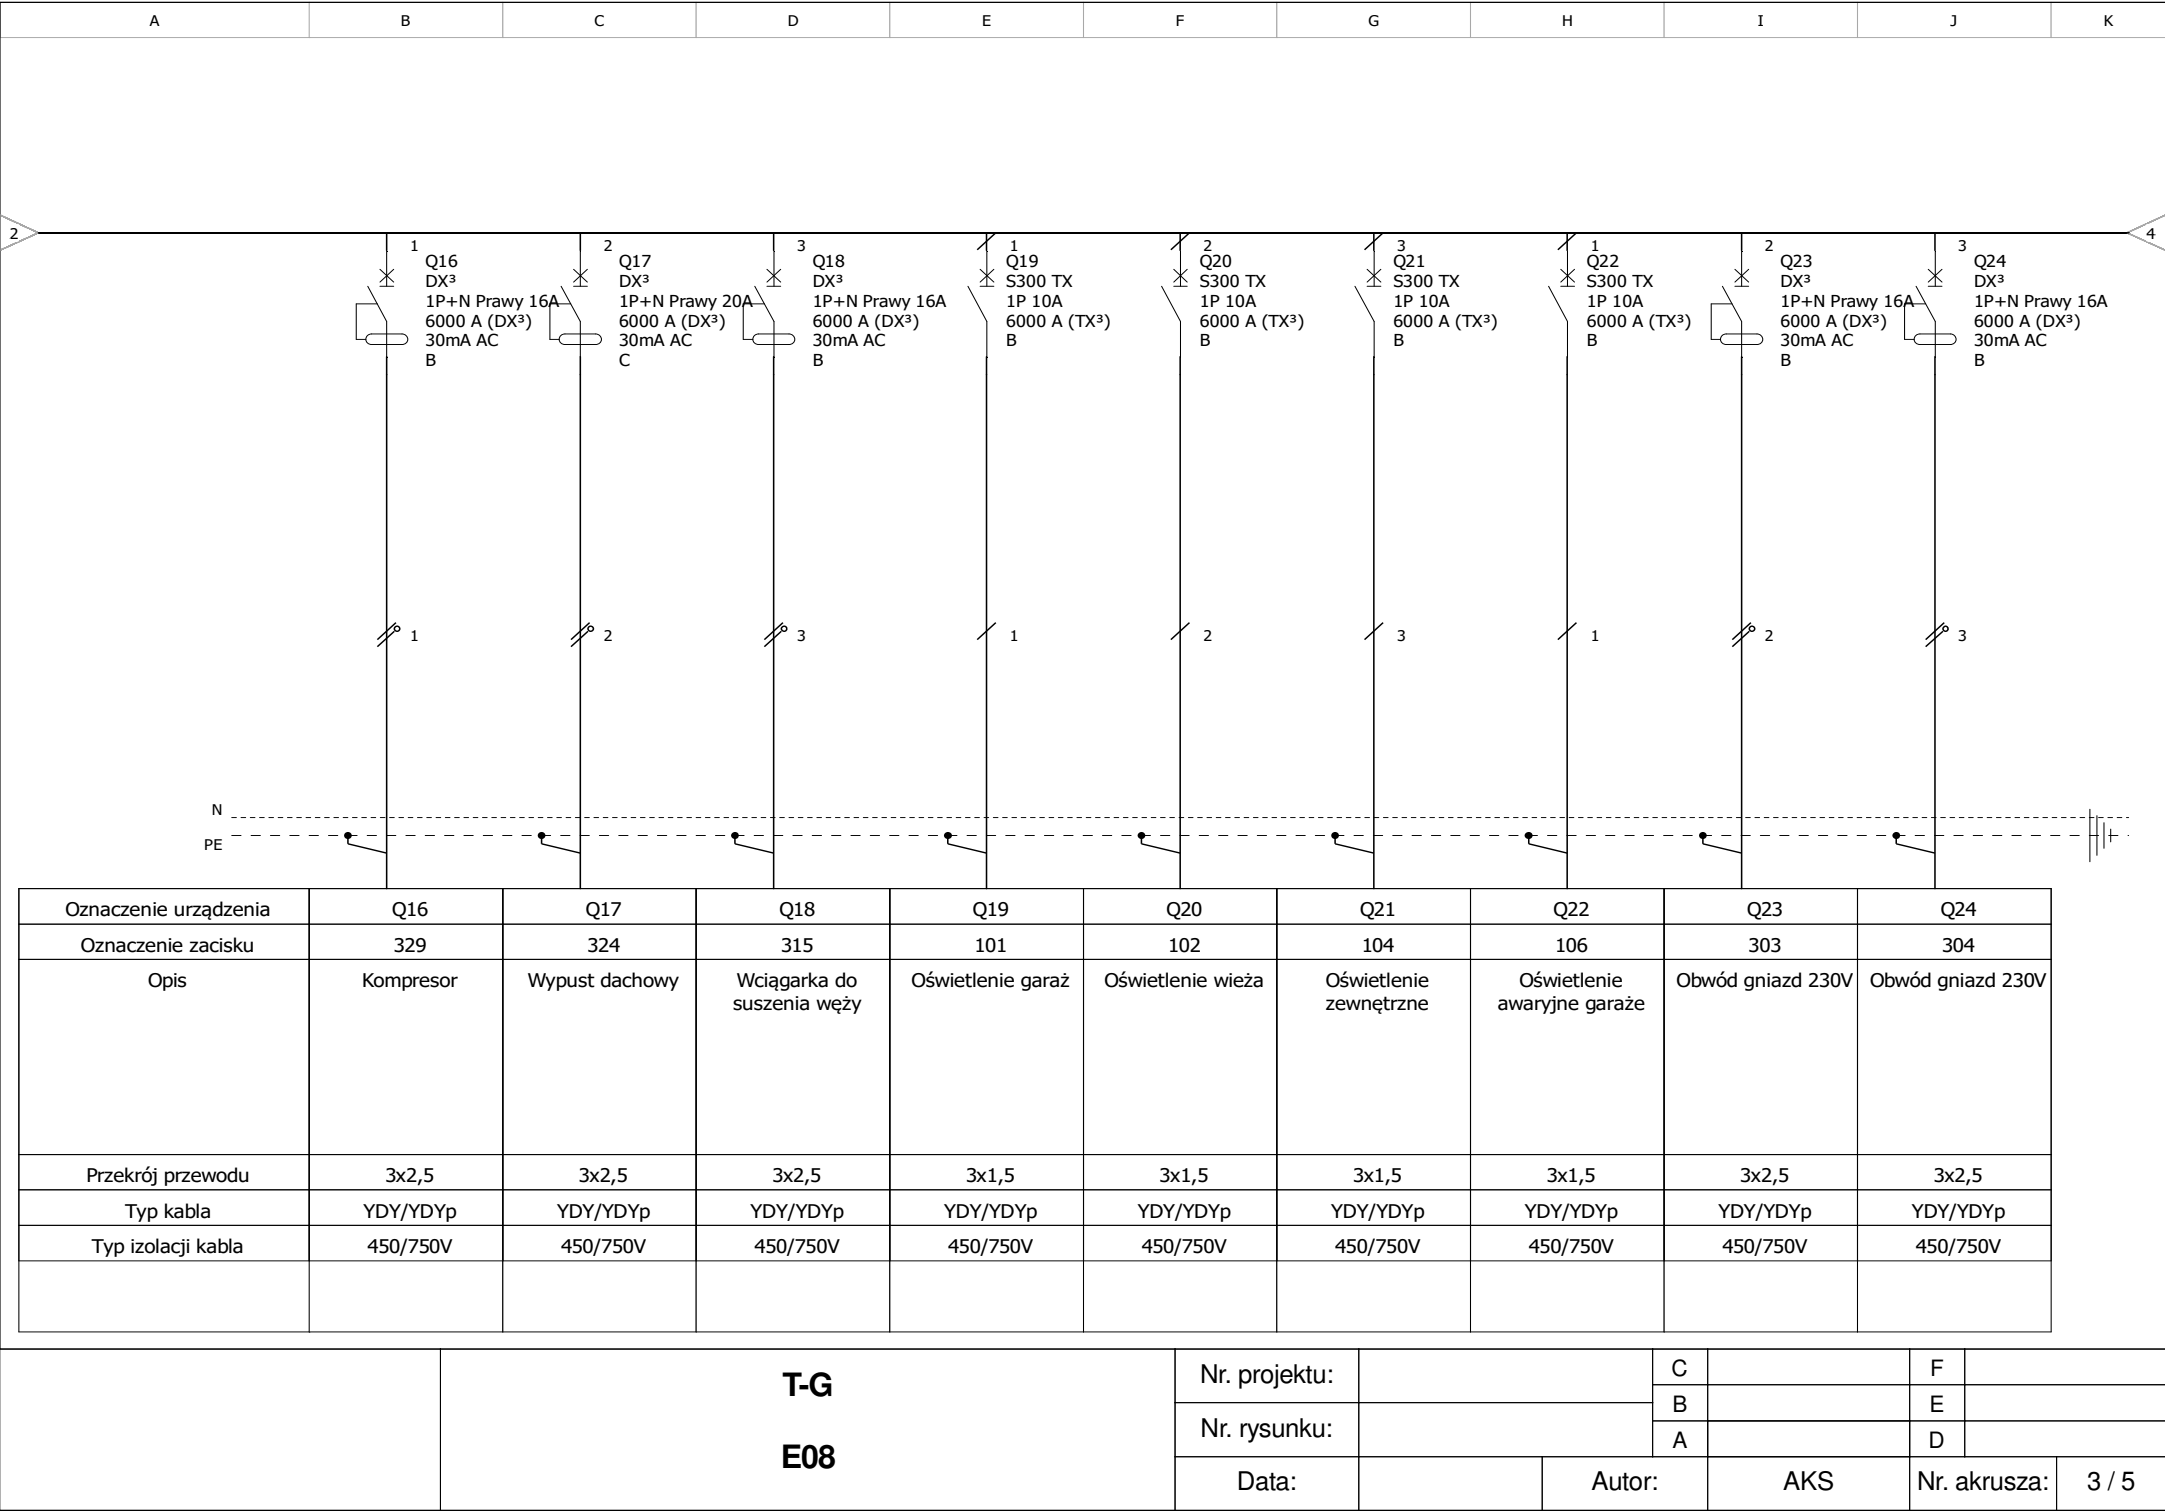 A B C D E F G H I J K
2 4
1 2 3 1 2 3 1 2 3
Q16 Q17 Q18 Q19 Q20 Q21 Q22 Q23 Q24
DX³ DX³ DX³ S300 TX S300 TX S300 TX S300 TX DX³ DX³
1P+N Prawy 16A 1P+N Prawy 20A 1P+N Prawy 16A 1P 10A 1P 10A 1P 10A 1P 10A 1P+N Prawy 16A 1P+N Prawy 16A
6000 A (DX³) 6000 A (DX³) 6000 A (DX³) 6000 A (TX³) 6000 A (TX³) 6000 A (TX³) 6000 A (TX³) 6000 A (DX³) 6000 A (DX³)
30mA AC 30mA AC 30mA AC B B B B 30mA AC 30mA AC
B C B B B
1 2 3 1 2 3 1 2 3
N
PE
Oznaczenie urządzenia Q16 Q17 Q18 Q19 Q20 Q21 Q22 Q23 Q24
Oznaczenie zacisku 329 324 315 101 102 104 106 303 304
Opis Kompresor Wypust dachowy Wciągarka do Oświetlenie garaż Oświetlenie wieża Oświetlenie Oświetlenie Obwód gniazd 230V Obwód gniazd 230V
suszenia węży zewnętrzne awaryjne garaże
Przekrój przewodu 3x2,5 3x2,5 3x2,5 3x1,5 3x1,5 3x1,5 3x1,5 3x2,5 3x2,5
Typ kabla YDY/YDYp YDY/YDYp YDY/YDYp YDY/YDYp YDY/YDYp YDY/YDYp YDY/YDYp YDY/YDYp YDY/YDYp
Typ izolacji kabla 450/750V 450/750V 450/750V 450/750V 450/750V 450/750V 450/750V 450/750V 450/750V
T-G
E08
Nr. projektu: C F
B E
Nr. rysunku: A D
Data: Autor: AKS Nr. akrusza: 3 / 5